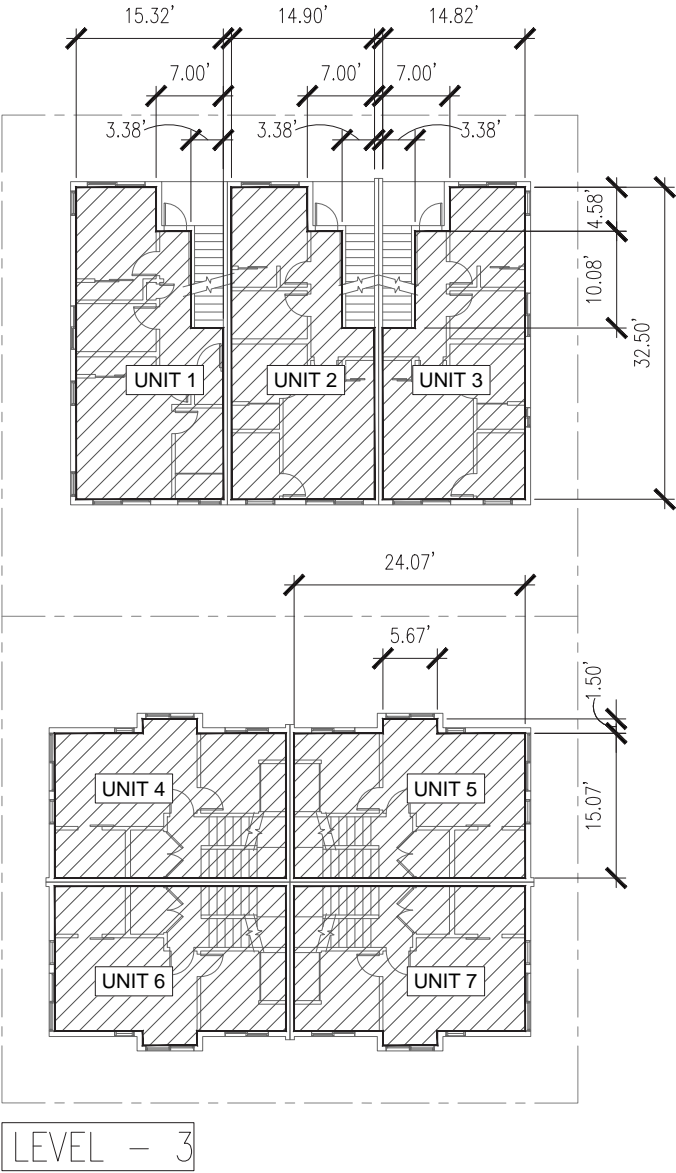 15.32' 14.90' 14.82'
7.00' 7.00' 7.00'
3.38' 3.38' 3.38'
4.58'
10.08'
32.50'
UNIT 1 UNIT 2 UNIT 3
24.07'
5.67'
1.50'
15.07'
UNIT 4 UNIT 5
UNIT 6 UNIT 7
LEVEL - 3